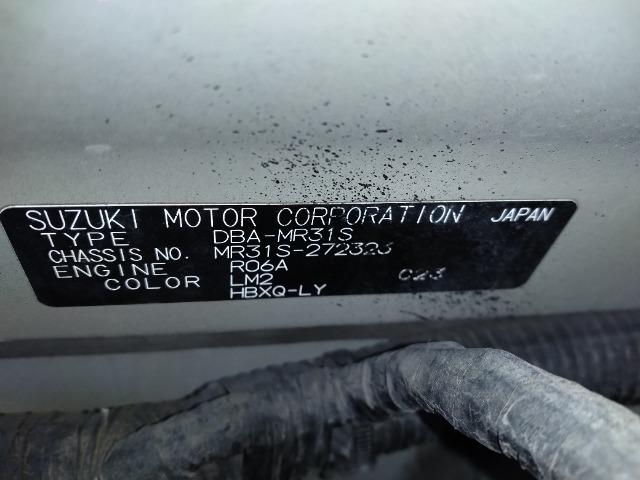 SUZUKI MOTOR CORPORATION JAPAN
TYPE DBA-MR31S
CHASSIS NO. MR31S-272323
ENGINE R06A
COLOR LM2 C23
HBXQ-LY